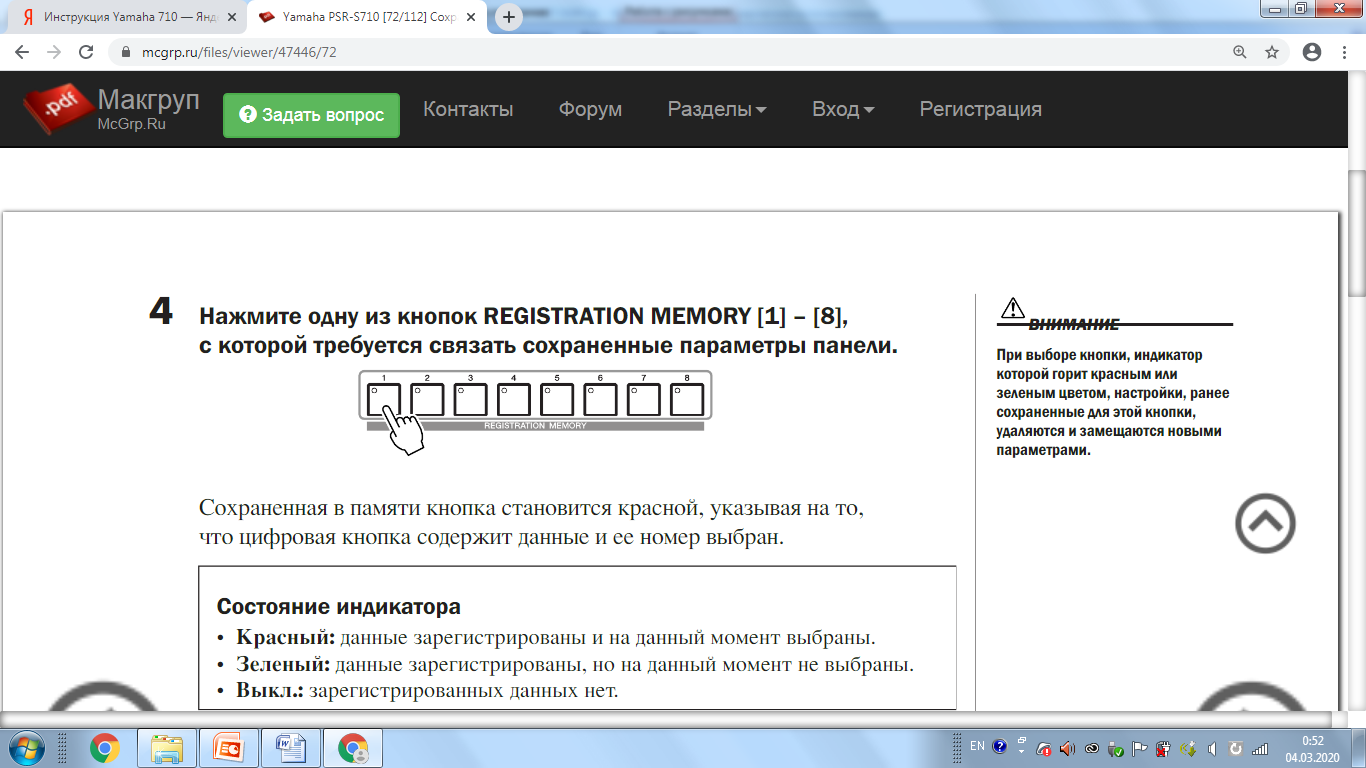 Инструкция Yamaha 710 — Янд
Yamaha PSR-S710 [72/112] Сохр
mcgrp.ru/files/viewer/47446/72
.pdf
Макгруп
McGrp.Ru
Задать вопрос
Контакты
Форум
Разделы
Вход
Регистрация
4 Нажмите одну из кнопок REGISTRATION MEMORY [1] – [8],
с которой требуется связать сохраненные параметры панели.
1 2 3 4 5 6 7 8
REGISTRATION MEMORY
Сохраненная в памяти кнопка становится красной, указывая на то,
что цифровая кнопка содержит данные и ее номер выбран.
Состояние индикатора
• Красный: данные зарегистрированы и на данный момент выбраны.
• Зеленый: данные зарегистрированы, но на данный момент не выбраны.
• Выкл.: зарегистрированных данных нет.
ВНИМАНИЕ
При выборе кнопки, индикатор
которой горит красным или
зеленым цветом, настройки, ранее
сохраненные для этой кнопки,
удаляются и замещаются новыми
параметрами.
EN
0:52
04.03.2020